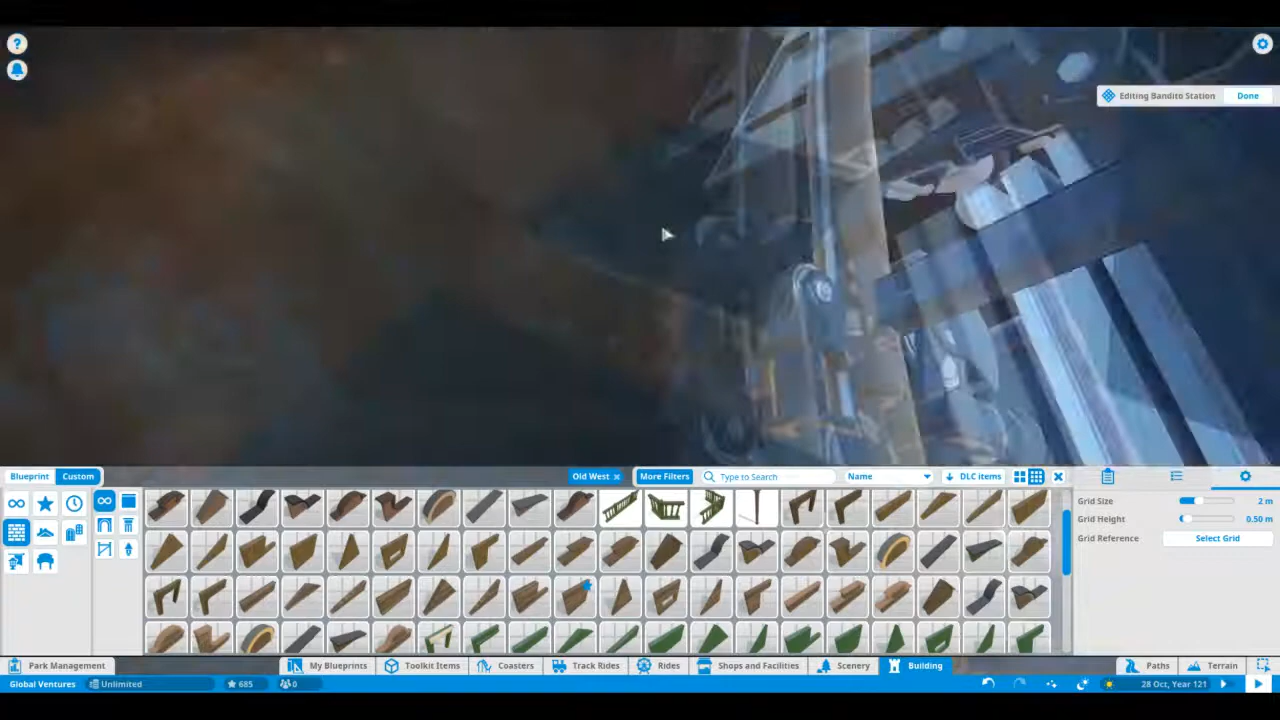 ?
Editing Bandito Station Done
Blueprint Custom Old West × More Filters Type to Search Name DLC items
Grid Size 2 m
Grid Height 0.50 m
Grid Reference Select Grid
Park Management My Blueprints Toolkit Items Coasters Track Rides Rides Shops and Facilities Scenery Building Paths Terrain
Global Ventures Unlimited 685 0 28 Oct, Year 121